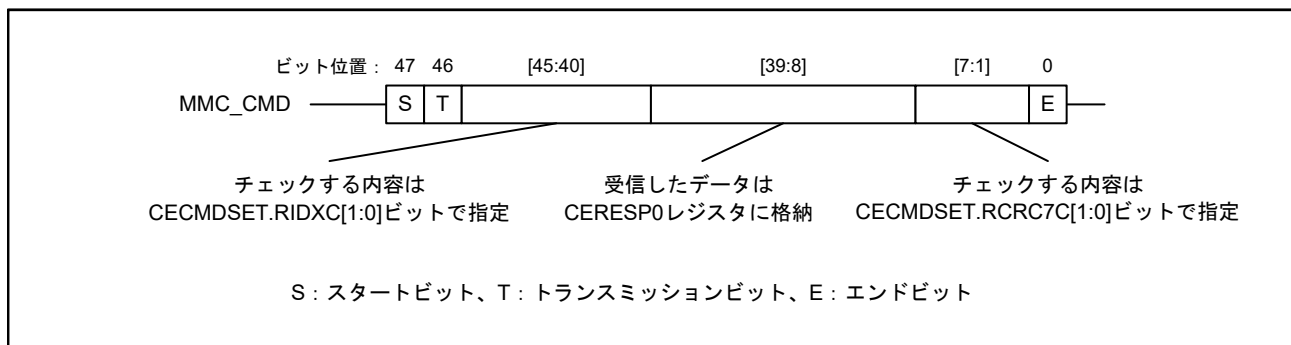 ビット位置： 47 46 [45:40] [39:8] [7:1] 0
MMC_CMD S T E
チェックする内容は 受信したデータは チェックする内容は
CECMDSET.RIDXC[1:0]ビットで指定 CERESP0レジスタに格納 CECMDSET.RCRC7C[1:0]ビットで指定
S：スタートビット、T：トランスミッションビット、E：エンドビット